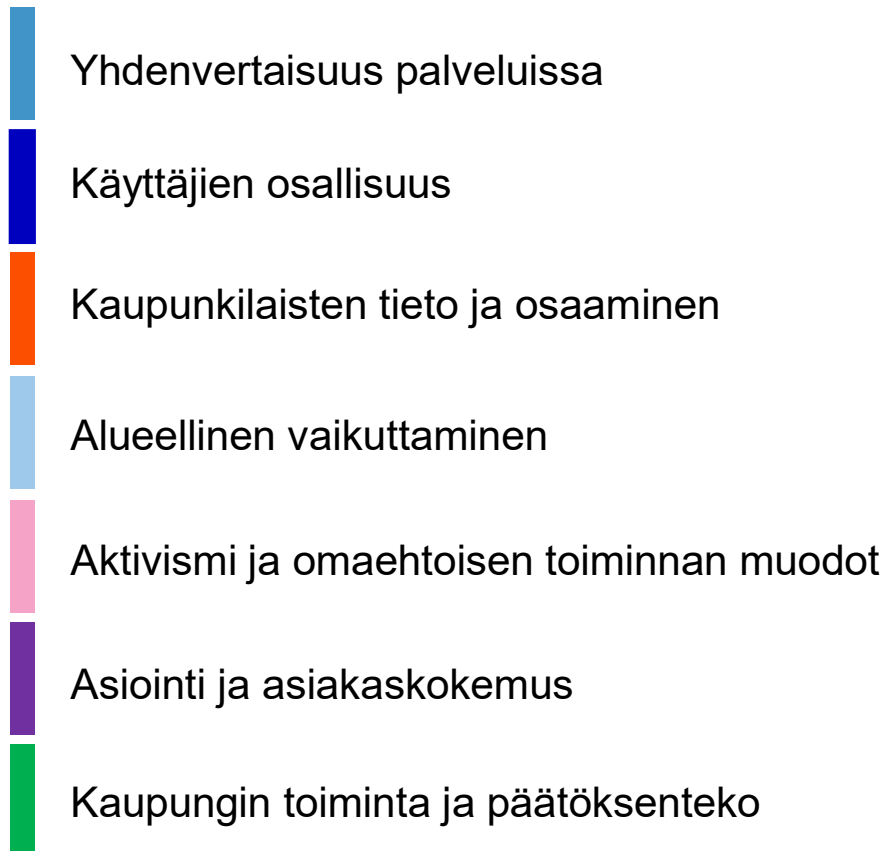 Yhdenvertaisuus palveluissa
Käyttäjien osallisuus
Kaupunkilaisten tieto ja osaaminen
Alueellinen vaikuttaminen
Aktivismi ja omaehtoisen toiminnan muodot
Asiointi ja asiakaskokemus
Kaupungin toiminta ja päätöksenteko